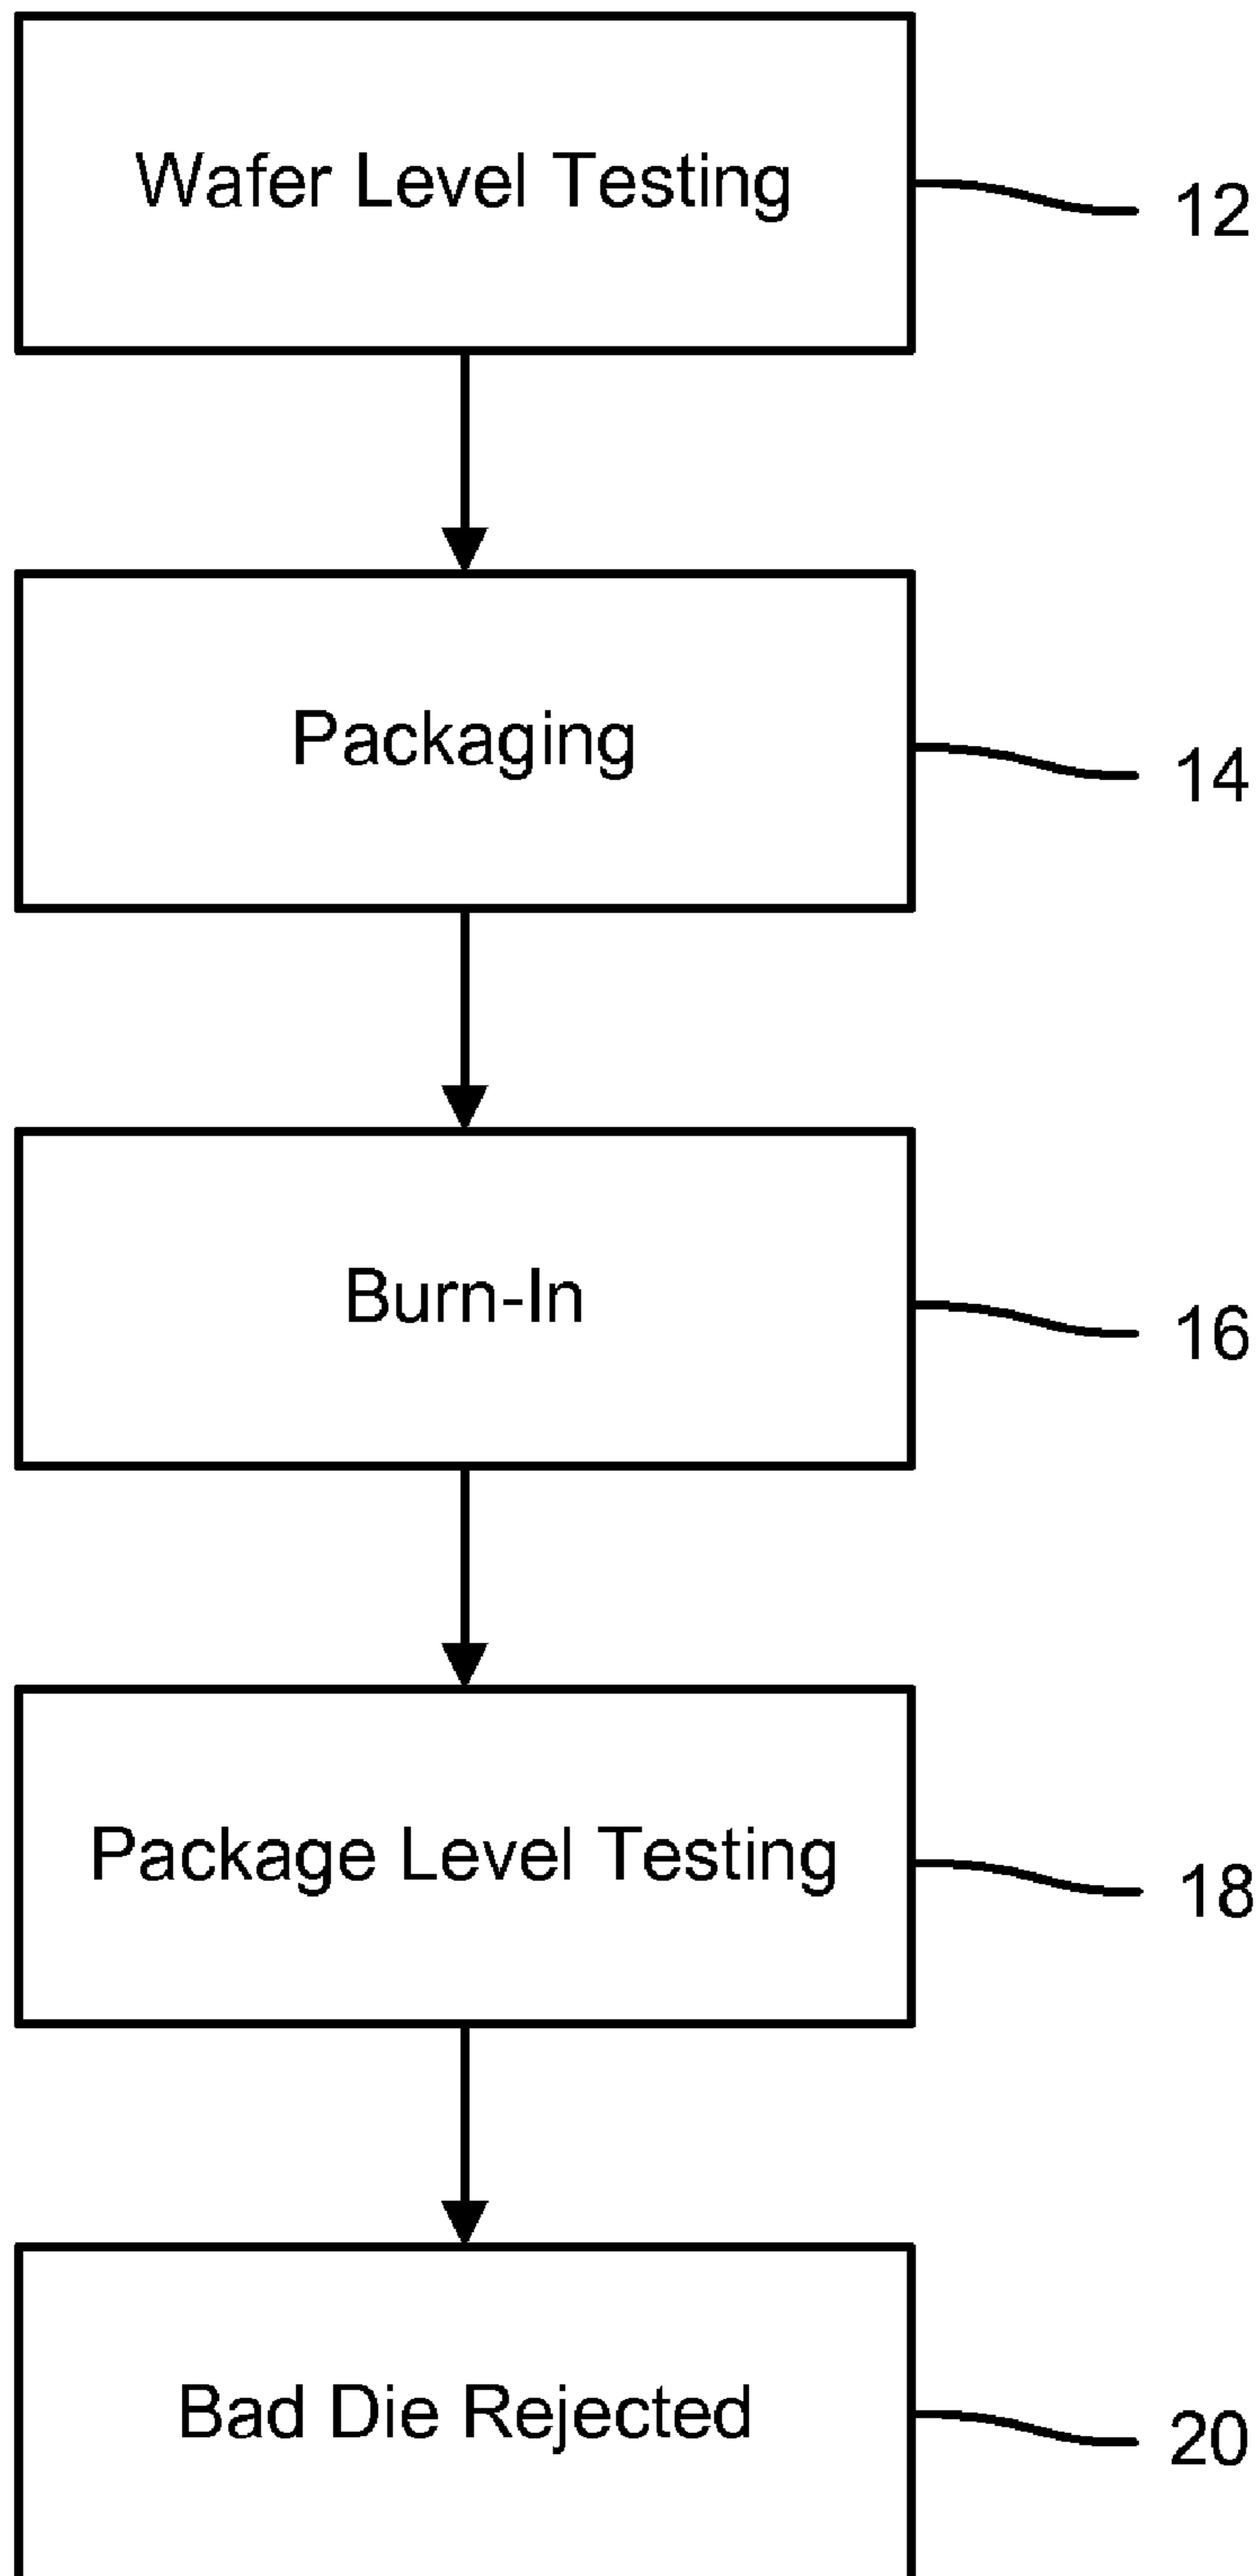 Wafer Level Testing
12
Packaging
14
Burn-In
16
Package Level Testing
18
Bad Die Rejected
20